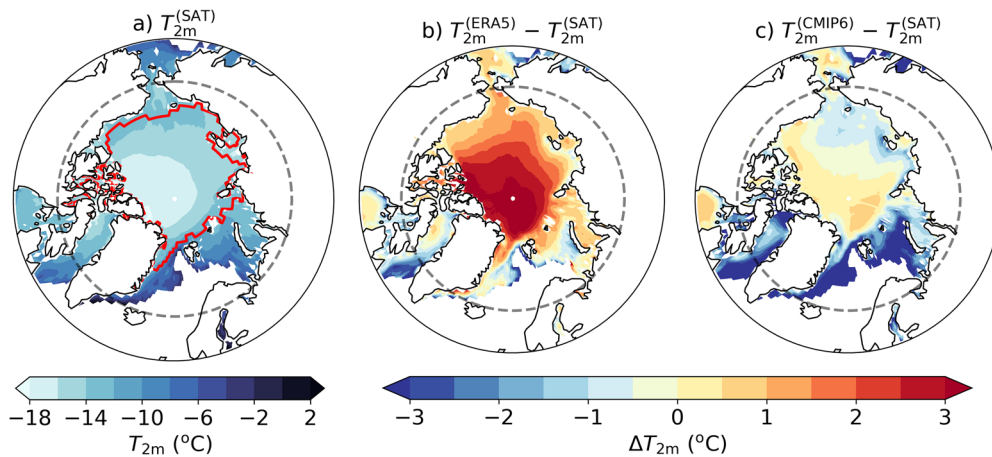 a) T₂ₘ⁽ˢᴬᵀ⁾
b) T₂ₘ⁽ᴱᴿᴬ⁵⁾ − T₂ₘ⁽ˢᴬᵀ⁾
c) T₂ₘ⁽ᶜᴹᴵᴾ⁶⁾ − T₂ₘ⁽ˢᴬᵀ⁾
−18 −14 −10 −6 −2 2
T₂ₘ (°C)
−3 −2 −1 0 1 2 3
ΔT₂ₘ (°C)